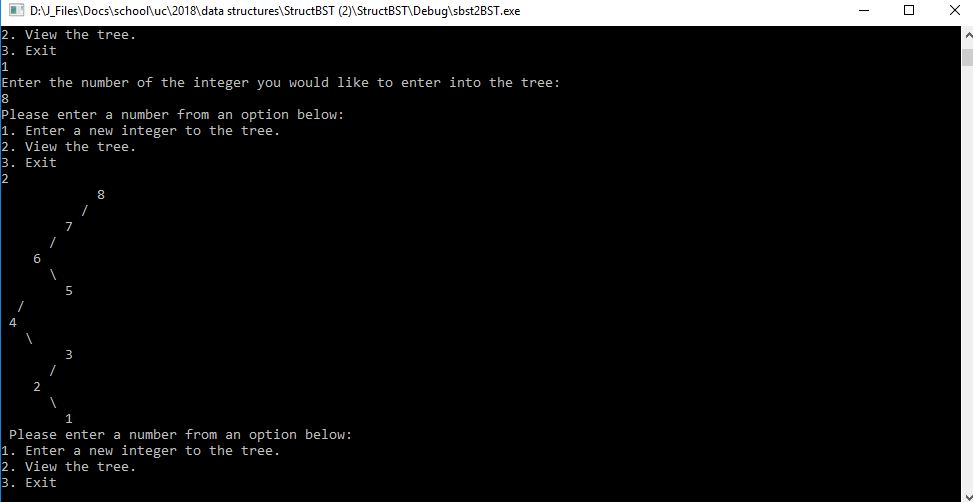 D:\J_Files\Docs\school\uc\2018\data structures\StructBST (2)\StructBST\Debug\sbst2BST.exe
2. View the tree.
3. Exit
1
Enter the number of the integer you would like to enter into the tree:
8
Please enter a number from an option below:
1. Enter a new integer to the tree.
2. View the tree.
3. Exit
2
            8
          /
        7
      /
    6
      \
        5
  /
 4
   \
        3
      /
    2
      \
        1
 Please enter a number from an option below:
1. Enter a new integer to the tree.
2. View the tree.
3. Exit